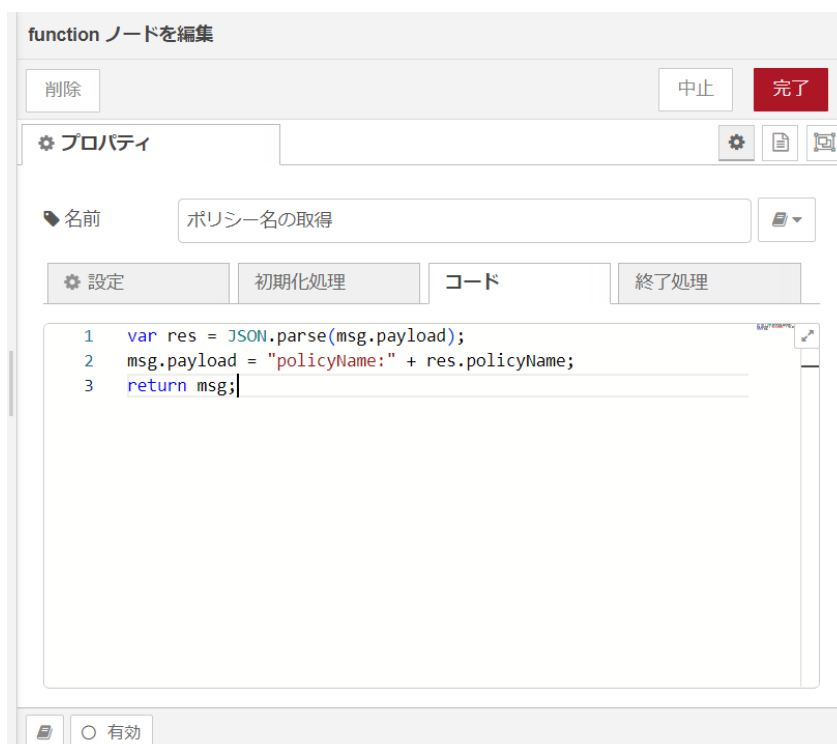 function ノードを編集
削除
中止
完了
プロパティ
名前
ポリシー名の取得
設定
初期化処理
コード
終了処理
1 var res = JSON.parse(msg.payload);
2 msg.payload = "policyName:" + res.policyName;
3 return msg;
有効